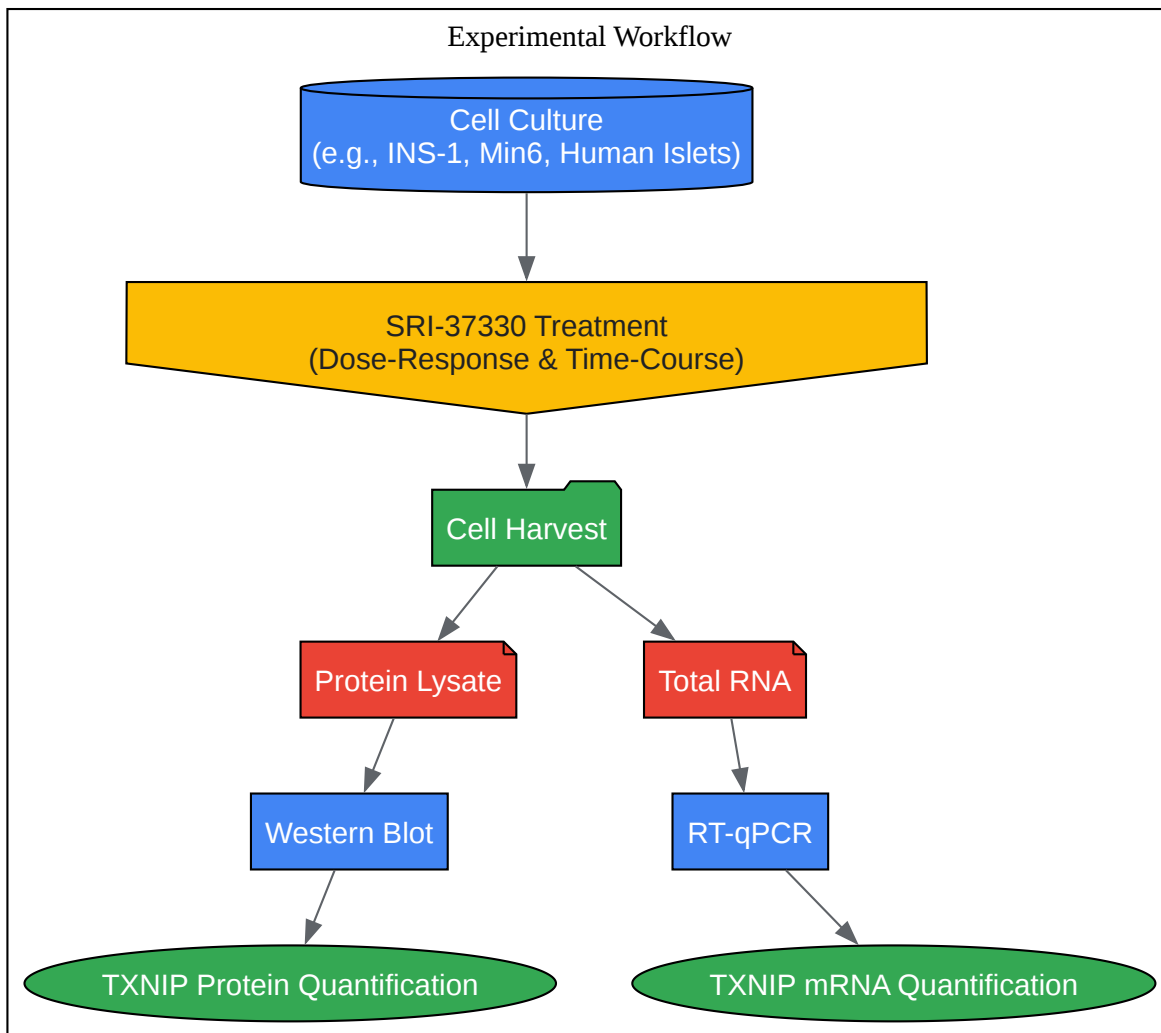 Experimental Workflow
Cell Culture
(e.g., INS-1, Min6, Human Islets)
SRI-37330 Treatment
(Dose-Response & Time-Course)
Cell Harvest
Protein Lysate
Total RNA
Western Blot
RT-qPCR
TXNIP Protein Quantification
TXNIP mRNA Quantification